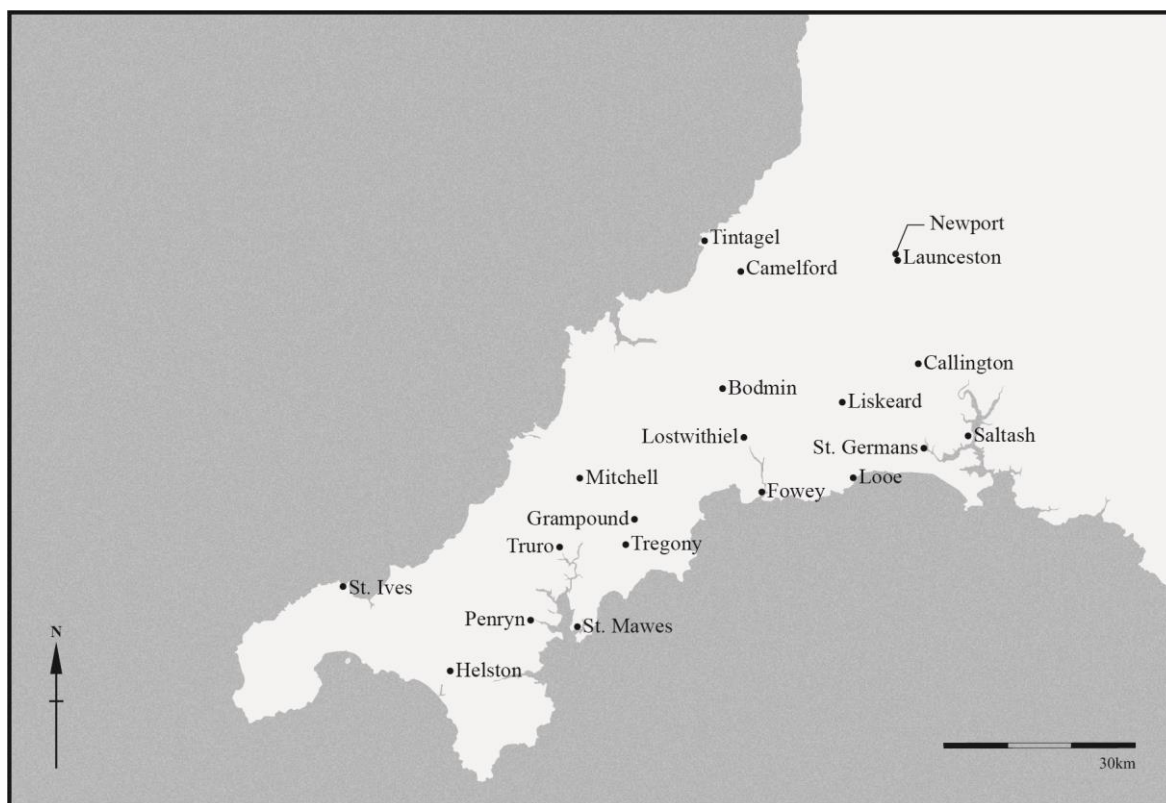 Newport
Tintagel
Launceston
Camelford
Callington
Bodmin
Liskeard
Lostwithiel
Saltash
St. Germans
Mitchell
Looe
Fowey
Grampound
Truro
Tregony
St. Ives
Penryn
St. Mawes
N
Helston
30km